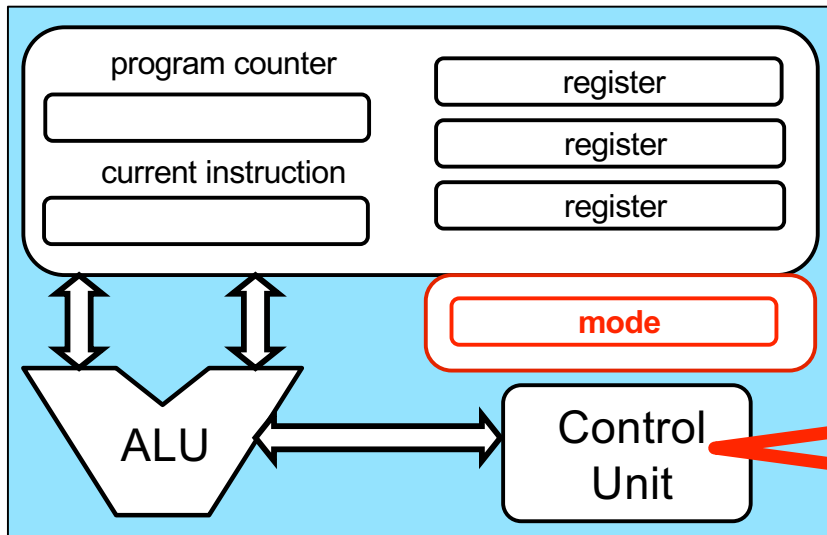 program counter
register
register
current instruction
register
mode
ALU
Control
Unit